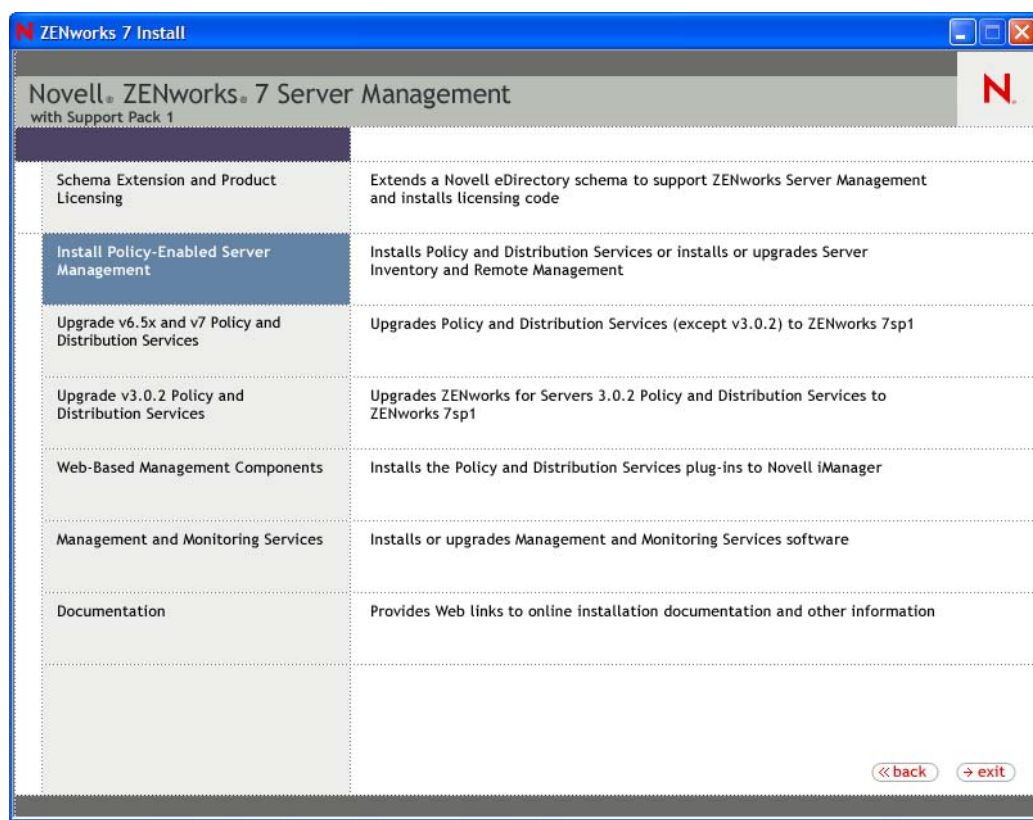 N ZENworks 7 Install
Novell® ZENworks® 7 Server Management
with Support Pack 1
N®
Schema Extension and Product
Licensing
Extends a Novell eDirectory schema to support ZENworks Server Management
and installs licensing code
Install Policy-Enabled Server
Management
Installs Policy and Distribution Services or installs or upgrades Server
Inventory and Remote Management
Upgrade v6.5x and v7 Policy and
Distribution Services
Upgrades Policy and Distribution Services (except v3.0.2) to ZENworks 7sp1
Upgrade v3.0.2 Policy and
Distribution Services
Upgrades ZENworks for Servers 3.0.2 Policy and Distribution Services to
ZENworks 7sp1
Web-Based Management Components
Installs the Policy and Distribution Services plug-ins to Novell iManager
Management and Monitoring Services
Installs or upgrades Management and Monitoring Services software
Documentation
Provides Web links to online installation documentation and other information
« back
→ exit